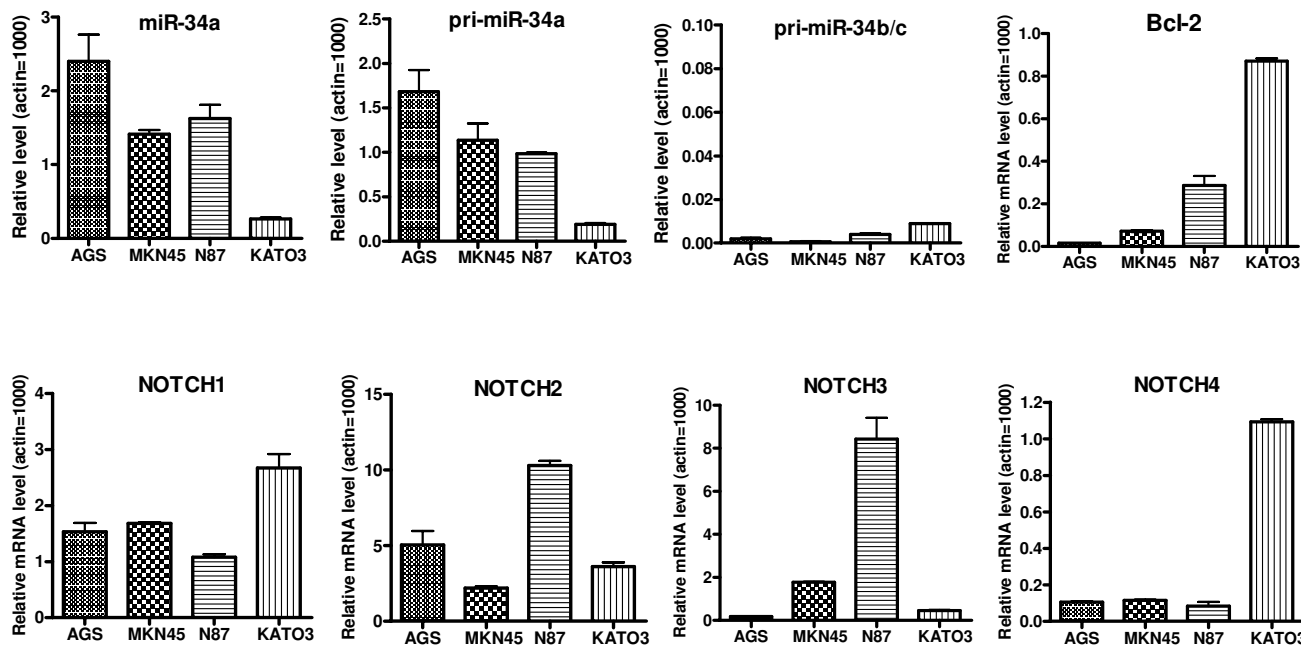 miR-34a
Relative level (actin=1000)
3
2
1
0
AGS MKN45 N87 KATO3
pri-miR-34a
Relative level (actin=1000)
2.5
2.0
1.5
1.0
0.5
0.0
AGS MKN45 N87 KATO3
pri-miR-34b/c
Relative level (actin=1000)
0.10
0.08
0.06
0.04
0.02
0.00
AGS MKN45 N87 KATO3
Bcl-2
Relative mRNA level (actin=1000)
1.0
0.8
0.6
0.4
0.2
0.0
AGS MKN45 N87 KATO3
NOTCH1
Relative mRNA level (actin=1000)
4
3
2
1
0
AGS MKN45 N87 KATO3
NOTCH2
Relative mRNA level (actin=1000)
15
10
5
0
AGS MKN45 N87 KATO3
NOTCH3
Relative mRNA level (actin=1000)
10
8
6
4
2
0
AGS MKN45 N87 KATO3
NOTCH4
Relative mRNA level (actin=1000)
1.2
1.0
0.8
0.6
0.4
0.2
0.0
AGS MKN45 N87 KATO3